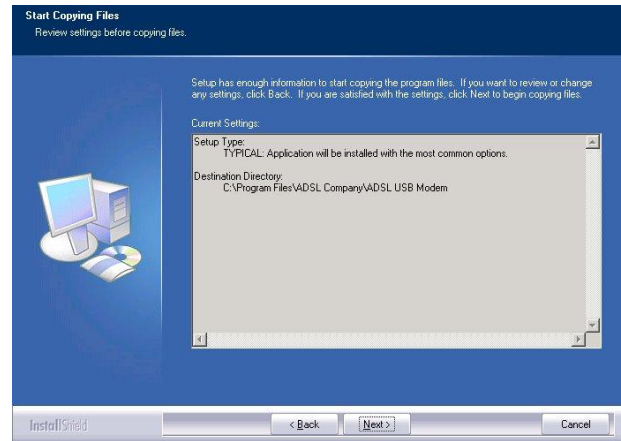 Start Copying Files
Review settings before copying files.
Setup has enough information to start copying the program files. If you want to review or change
any settings, click Back. If you are satisfied with the settings, click Next to begin copying files.
Current Settings:
Setup Type:
TYPICAL: Application will be installed with the most common options.
Destination Directory:
C:\Program Files\ADSL Company\ADSL USB Modem
InstallShield
< Back
Next >
Cancel